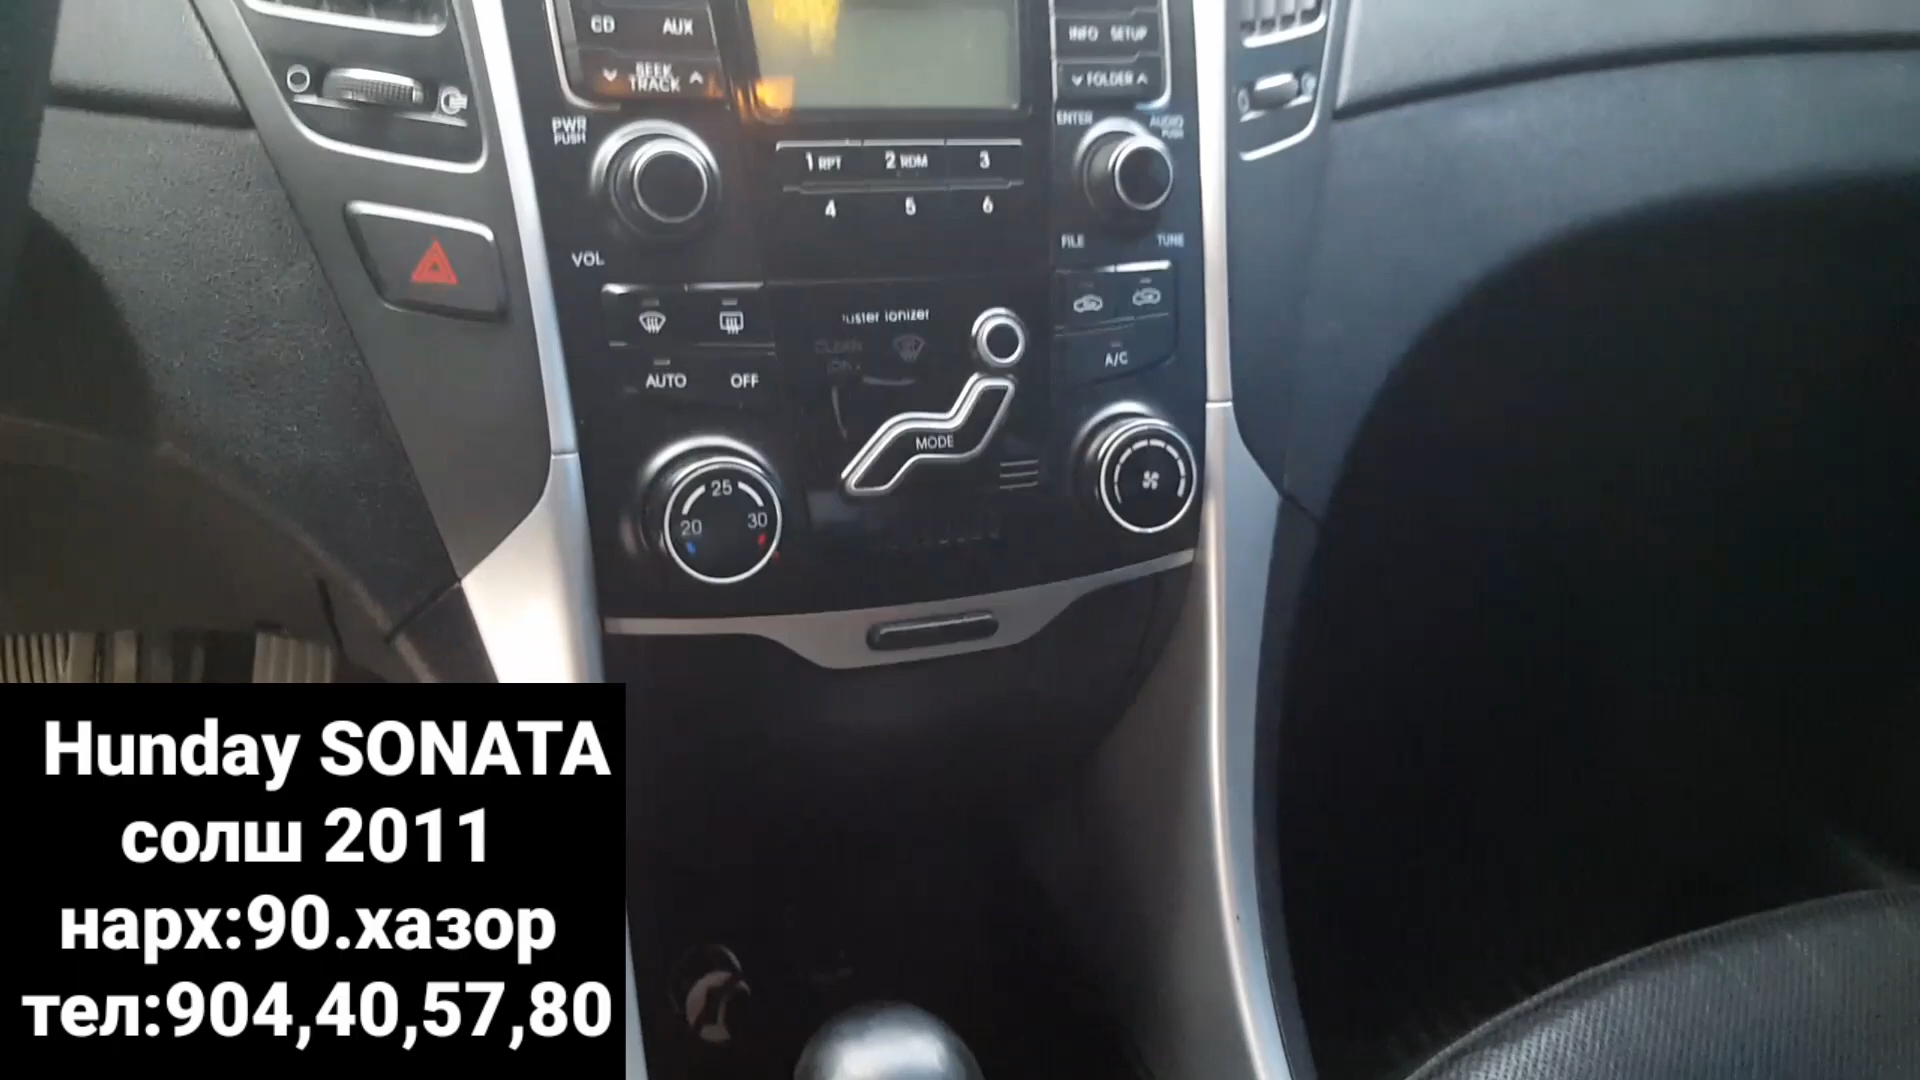 CD AUX
INFO SETUP
SEEK
TRACK
FOLDER
PWR
PUSH
ENTER AUDIO
PUSH
1 RPT 2 RDM 3
4 5 6
VOL
FILE TUNE
ionizer
CLEAN
AUTO OFF
A/C
MODE
25
20 30
Hunday SONATA
солш 2011
нарх:90.хазор
тел:904,40,57,80